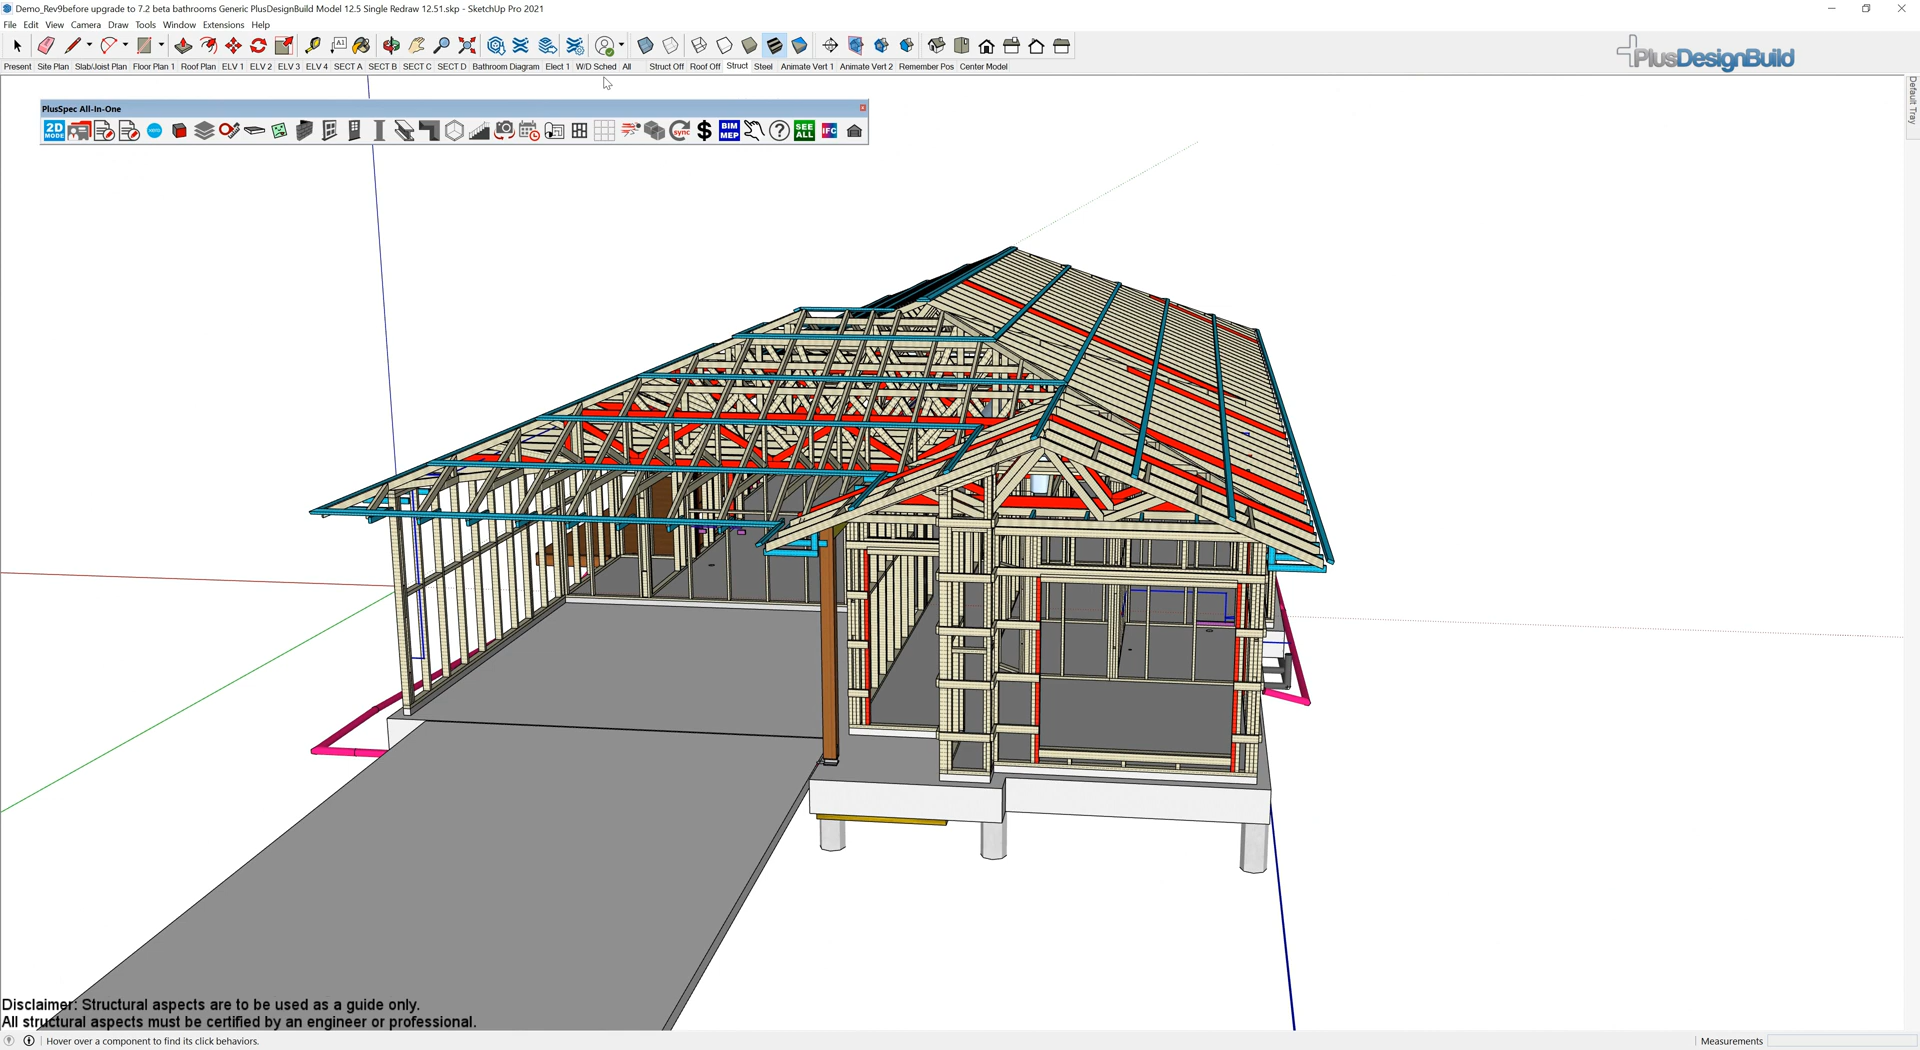 Demo_Rev9before upgrade to 7.2 beta bathrooms Generic PlusDesignBuild Model 12.5 Single Redraw 12.51.skp - SketchUp Pro 2021
File Edit View Camera Draw Tools Window Extensions Help
A1
PlusDesignBuild
Present Site Plan Slab/Joist Plan Floor Plan 1 Roof Plan ELV 1 ELV 2 ELV 3 ELV 4 SECT A SECT B SECT C SECT D Bathroom Diagram Elect 1 W/D Sched All Struct Off Roof Off Struct Steel Animate Vert 1 Animate Vert 2 Remember Pos Center Model
Default Tray
PlusSpec All-In-One
2D MODE sync $ BIM MEP ? SEE ALL IFC
Disclaimer: Structural aspects are to be used as a guide only.
All structural aspects must be certified by an engineer or professional.
Hover over a component to find its click behaviors.
Measurements